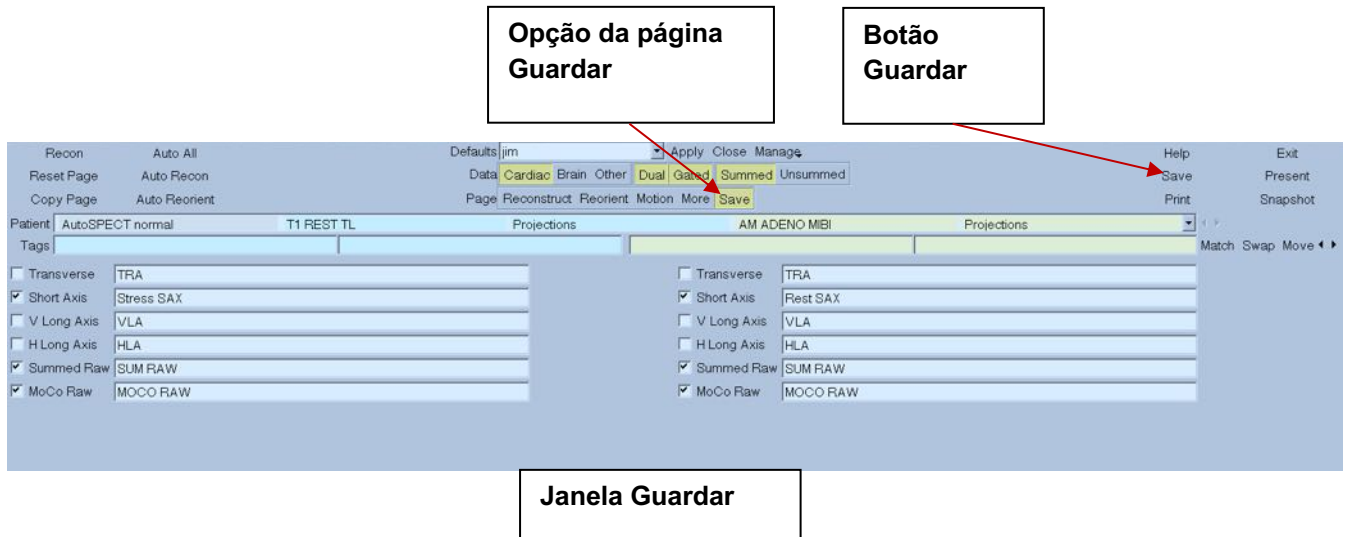 Opção da página
Guardar
Botão
Guardar
Recon Auto All Defaults jim Apply Close Manage Help Exit
Reset Page Auto Recon Data Cardiac Brain Other Dual Gated Summed Unsummed Save Present
Copy Page Auto Reorient Page Reconstruct Reorient Motion More Save Print Snapshot
Patient AutoSPECT normal T1 REST TL Projections AM ADENO MIBI Projections
Tags Match Swap Move
Transverse TRA Transverse TRA
Short Axis Stress SAX Short Axis Rest SAX
V Long Axis VLA V Long Axis VLA
H Long Axis HLA H Long Axis HLA
Summed Raw SUM RAW Summed Raw SUM RAW
MoCo Raw MOCO RAW MoCo Raw MOCO RAW
Janela Guardar